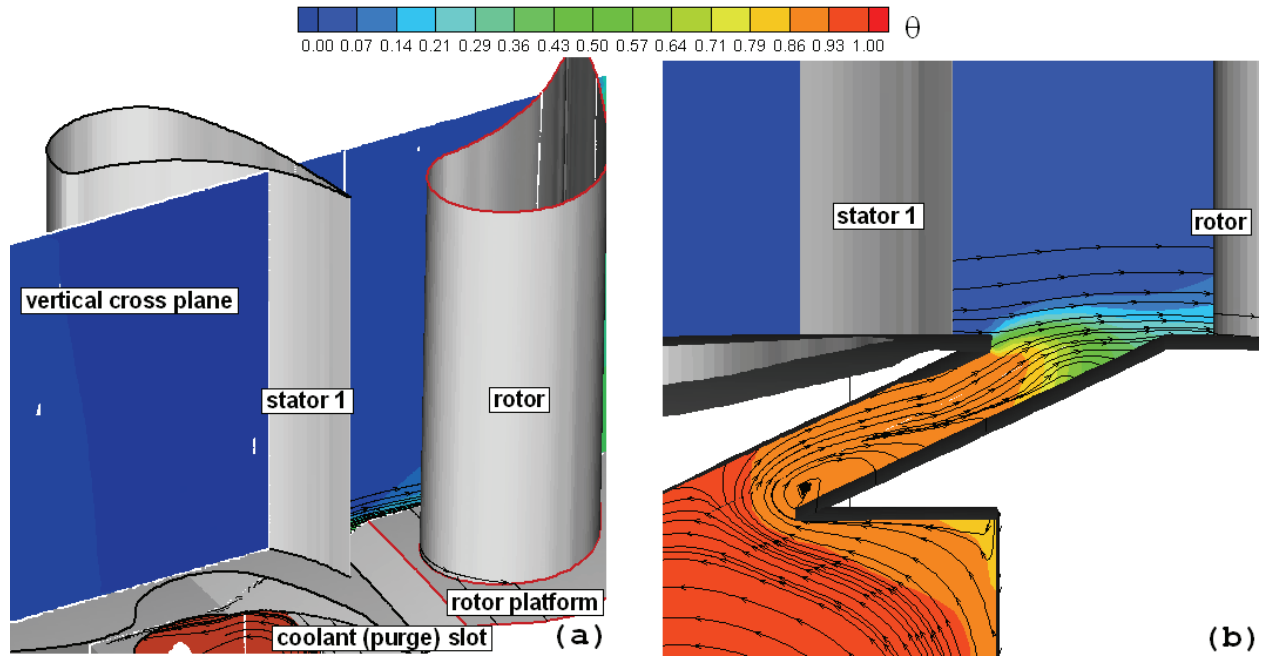 θ
0.00 0.07 0.14 0.21 0.29 0.36 0.43 0.50 0.57 0.64 0.71 0.79 0.86 0.93 1.00
vertical cross plane
stator 1
rotor
rotor platform
coolant (purge) slot
(a)
stator 1
rotor
(b)